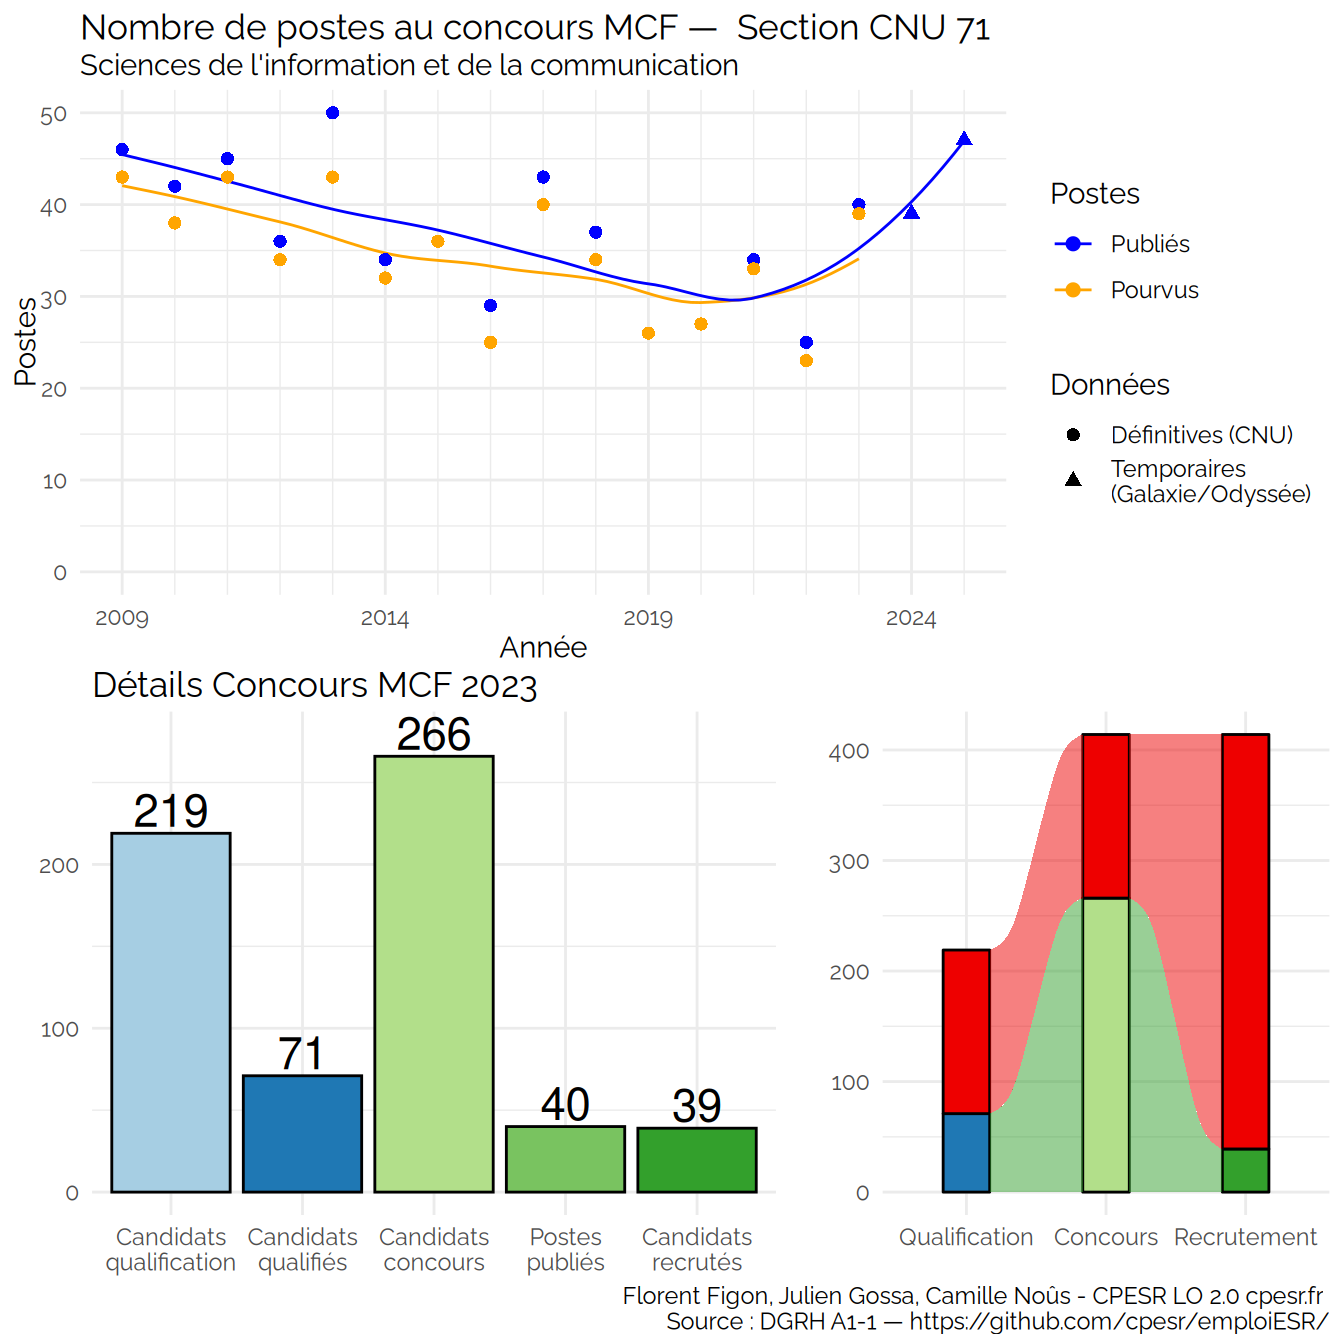 Nombre de postes au concours MCF — Section CNU 71
Sciences de l'information et de la communication
50
40
30
20
10
0
Postes
2009
2014
2019
2024
Année
Postes
Publiés
Pourvus
Données
Définitives (CNU)
Temporaires
(Galaxie/Odyssée)
Détails Concours MCF 2023
200
100
0
219
71
266
40
39
Candidats
qualification
Candidats
qualifiés
Candidats
concours
Postes
publiés
Candidats
recrutés
400
300
200
100
0
Qualification
Concours
Recrutement
Florent Figon, Julien Gossa, Camille Noûs - CPESR LO 2.0 cpesr.fr
Source : DGRH A1-1 — https://github.com/cpesr/emploiESR/